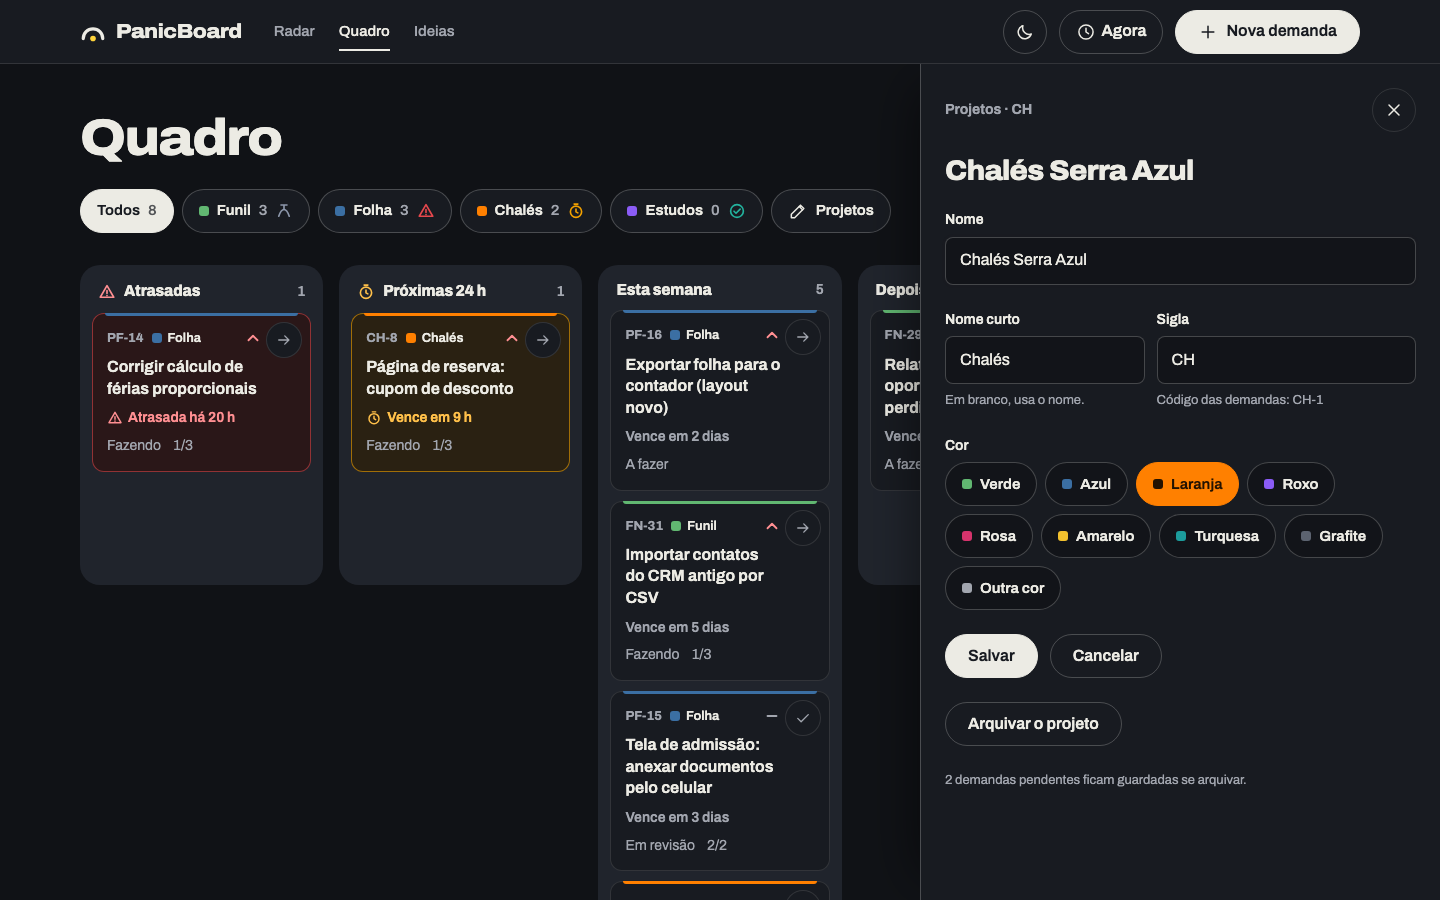 PanicBoard
Radar
Quadro
Ideias
Agora
Nova demanda
Quadro
Todos 8
Funil 3
Folha 3
Chalés 2
Estudos 0
Projetos
Atrasadas 1
PF-14 Folha
Corrigir cálculo de
férias proporcionais
Atrasada há 20 h
Fazendo 1/3
Próximas 24 h 1
CH-8 Chalés
Página de reserva:
cupom de desconto
Vence em 9 h
Fazendo 1/3
Esta semana 5
PF-16 Folha
Exportar folha para o
contador (layout
novo)
Vence em 2 dias
A fazer
FN-31 Funil
Importar contatos
do CRM antigo por
CSV
Vence em 5 dias
Fazendo 1/3
PF-15 Folha
Tela de admissão:
anexar documentos
pelo celular
Vence em 3 dias
Em revisão 2/2
Projetos · CH
Chalés Serra Azul
Nome
Chalés Serra Azul
Nome curto
Chalés
Em branco, usa o nome.
Sigla
CH
Código das demandas: CH-1
Cor
Verde
Azul
Laranja
Roxo
Rosa
Amarelo
Turquesa
Grafite
Outra cor
Salvar
Cancelar
Arquivar o projeto
2 demandas pendentes ficam guardadas se arquivar.